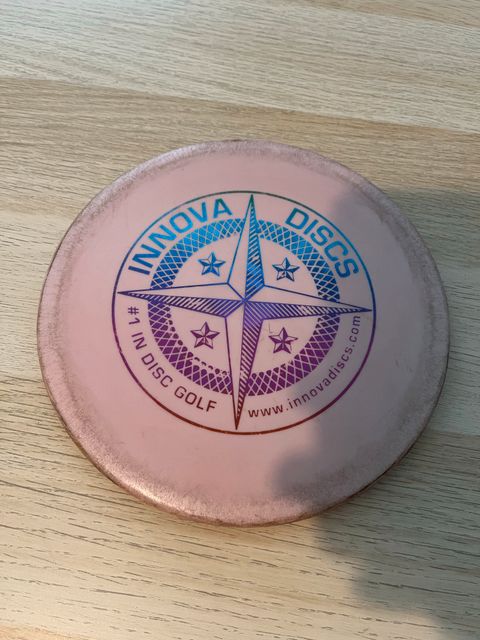 INNOVA DISCS
#1 IN DISC GOLF
www.innovadiscs.com